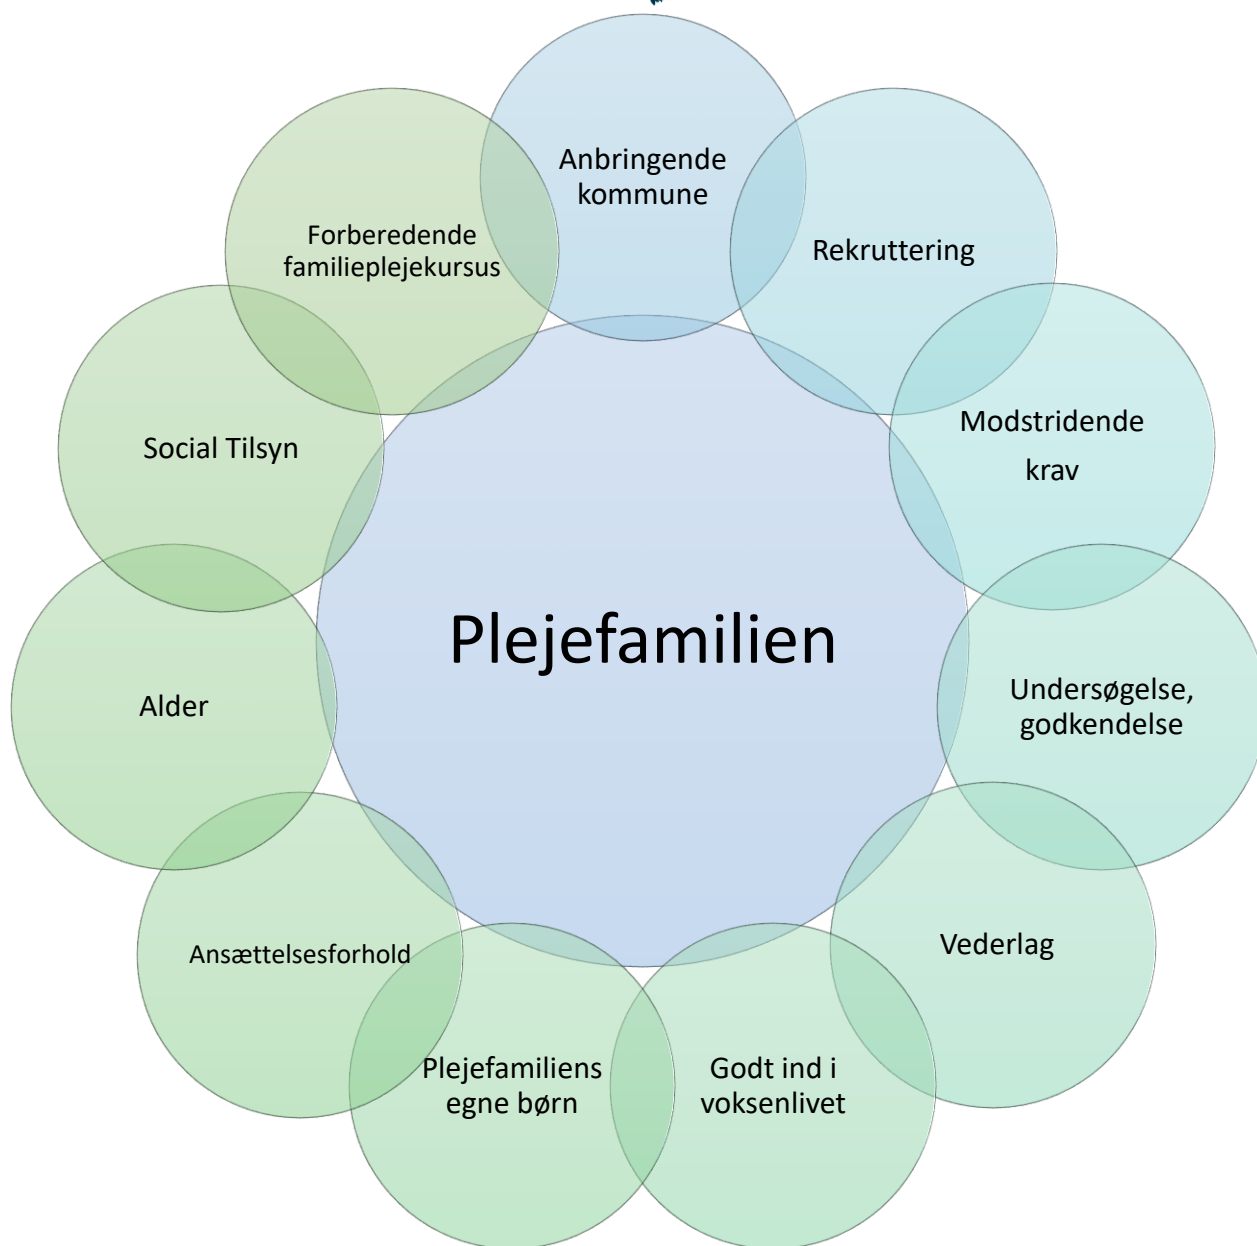 Anbringende
kommune
Rekruttering
Modstridende
krav
Undersøgelse,
godkendelse
Vederlag
Godt ind i
voksenlivet
Plejefamiliens
egne børn
Ansættelsesforhold
Alder
Social Tilsyn
Forberedende
familieplejekursus
Plejefamilien